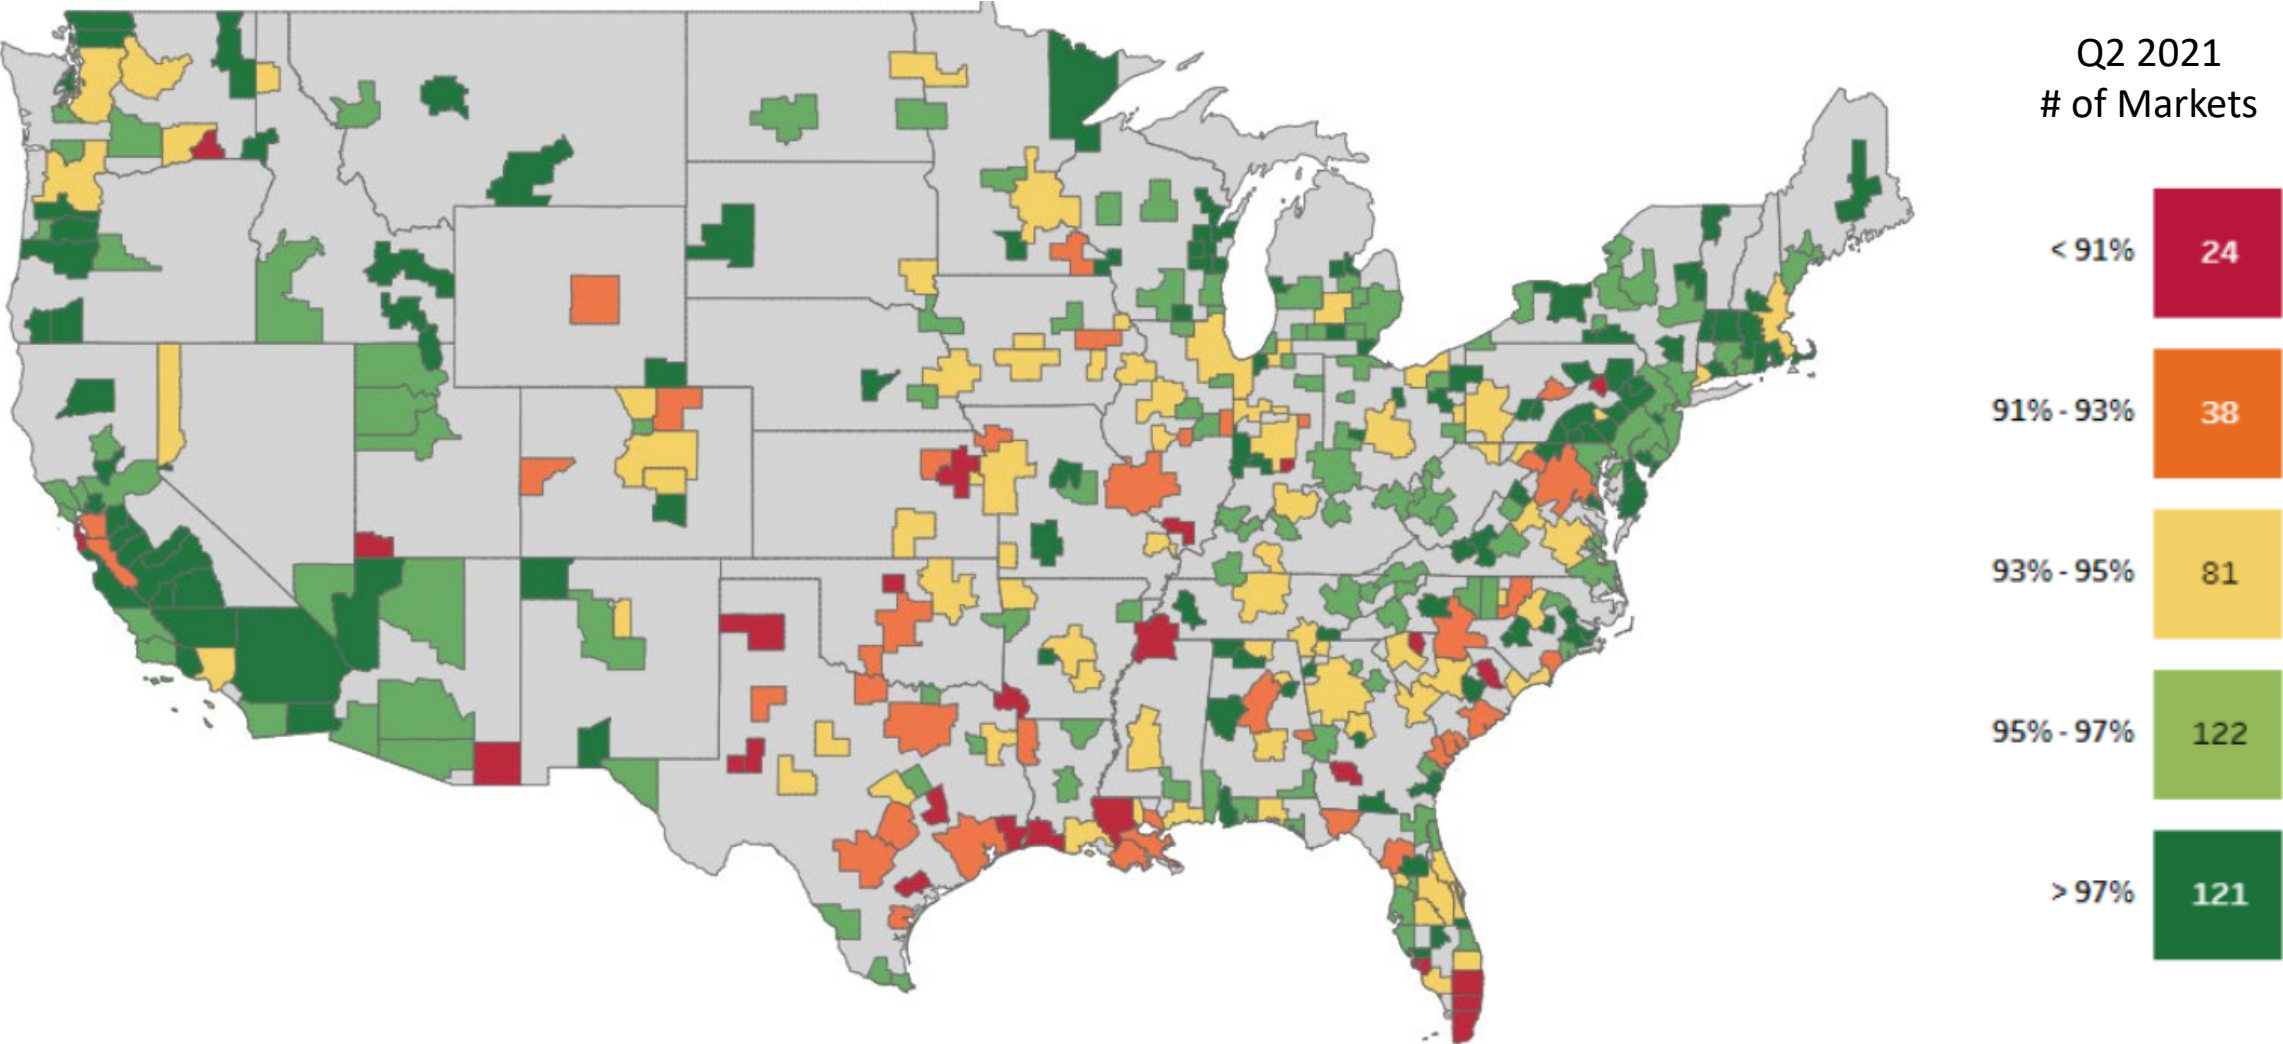 Q2 2021
# of Markets
< 91% 24
91% - 93% 38
93% - 95% 81
95% - 97% 122
> 97% 121